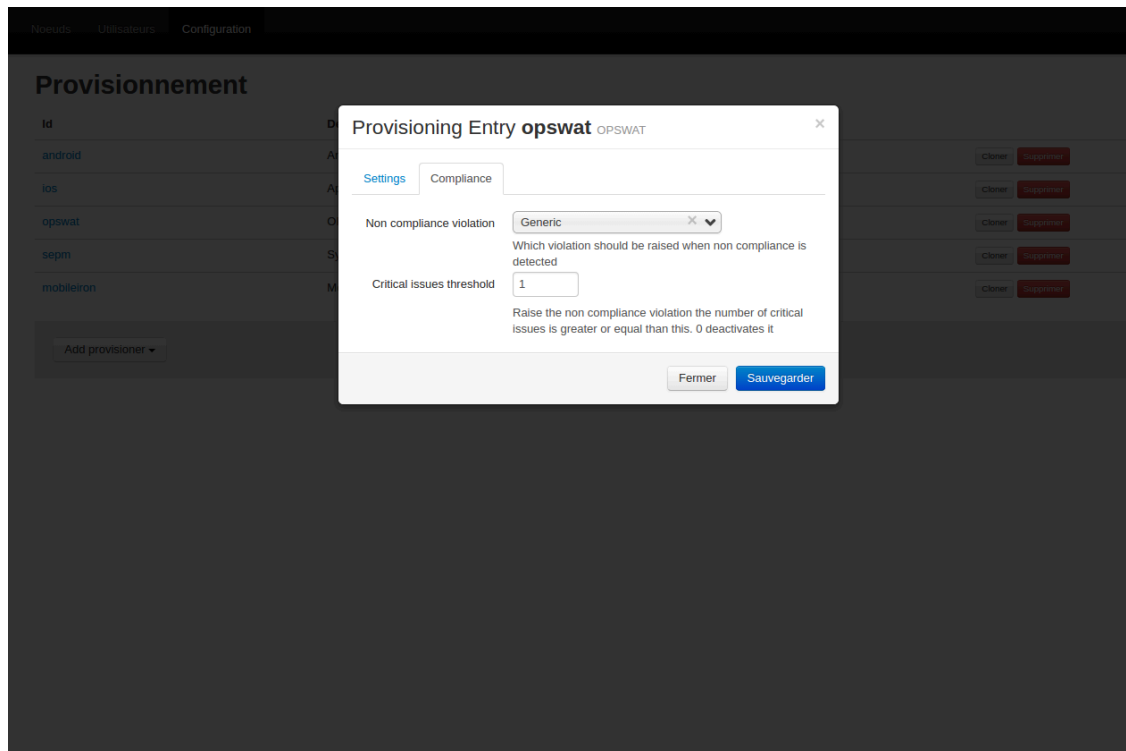 Noeuds Utilisateurs Configuration
Provisionnement
Id
android Cloner Supprimer
ios Cloner Supprimer
opswat Cloner Supprimer
sepm Cloner Supprimer
mobileiron Cloner Supprimer
Add provisioner
Provisioning Entry opswat OPSWAT ×
Settings Compliance
Non compliance violation Generic
Which violation should be raised when non compliance is
detected
Critical issues threshold 1
Raise the non compliance violation the number of critical
issues is greater or equal than this. 0 deactivates it
Fermer Sauvegarder